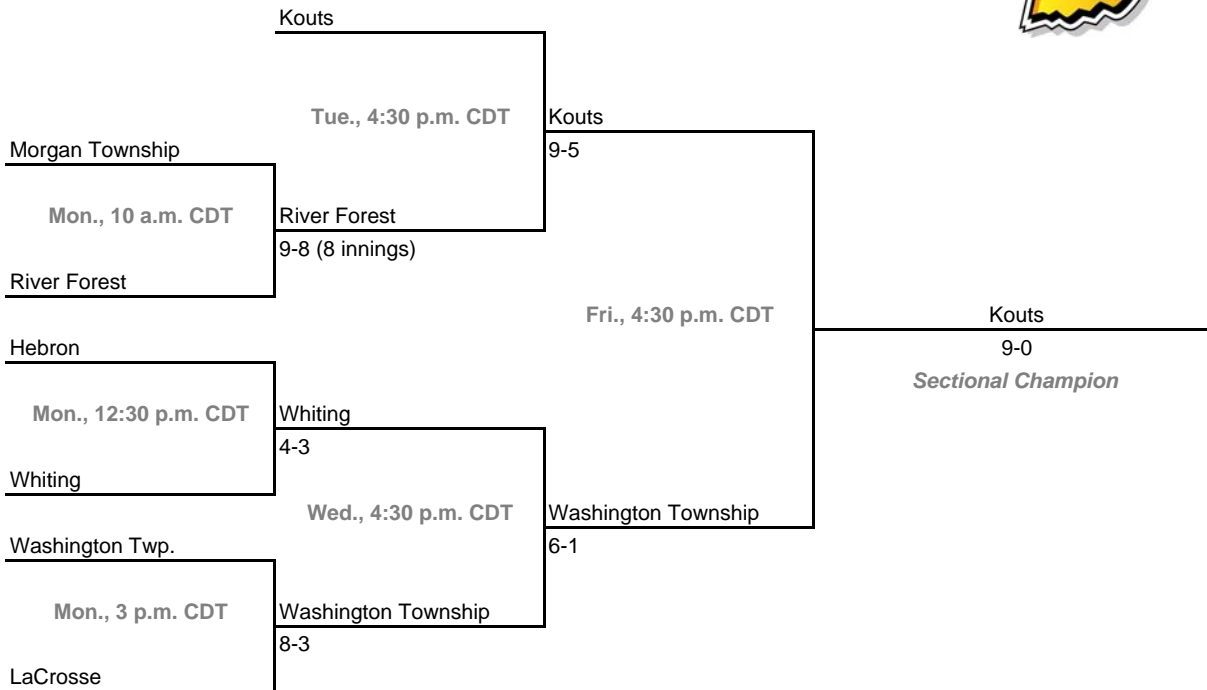 Kouts
Tue., 4:30 p.m. CDT
Kouts
Morgan Township
9-5
Mon., 10 a.m. CDT
River Forest
9-8 (8 innings)
River Forest
Fri., 4:30 p.m. CDT
Kouts
Hebron
9-0
Sectional Champion
Mon., 12:30 p.m. CDT
Whiting
4-3
Whiting
Wed., 4:30 p.m. CDT
Washington Township
Washington Twp.
6-1
Mon., 3 p.m. CDT
Washington Township
8-3
LaCrosse